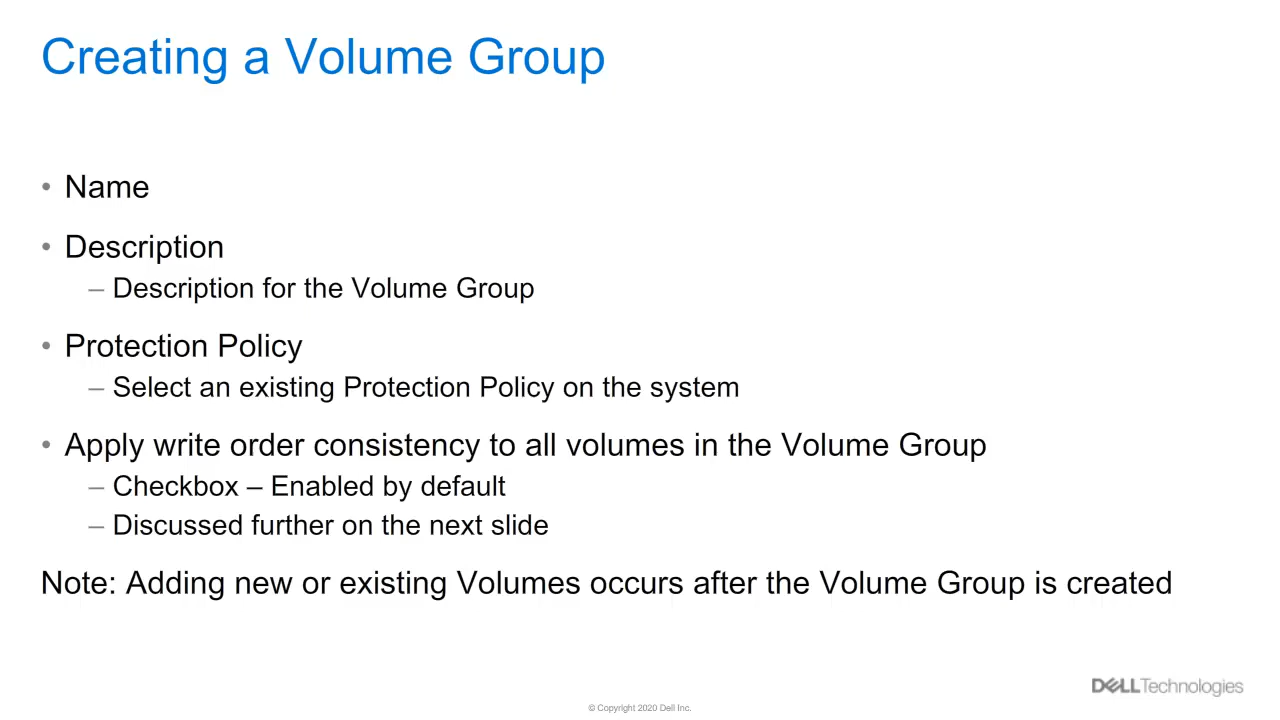 Creating a Volume Group
• Name
• Description
– Description for the Volume Group
• Protection Policy
– Select an existing Protection Policy on the system
• Apply write order consistency to all volumes in the Volume Group
– Checkbox – Enabled by default
– Discussed further on the next slide
Note: Adding new or existing Volumes occurs after the Volume Group is created
DELL Technologies
© Copyright 2020 Dell Inc.